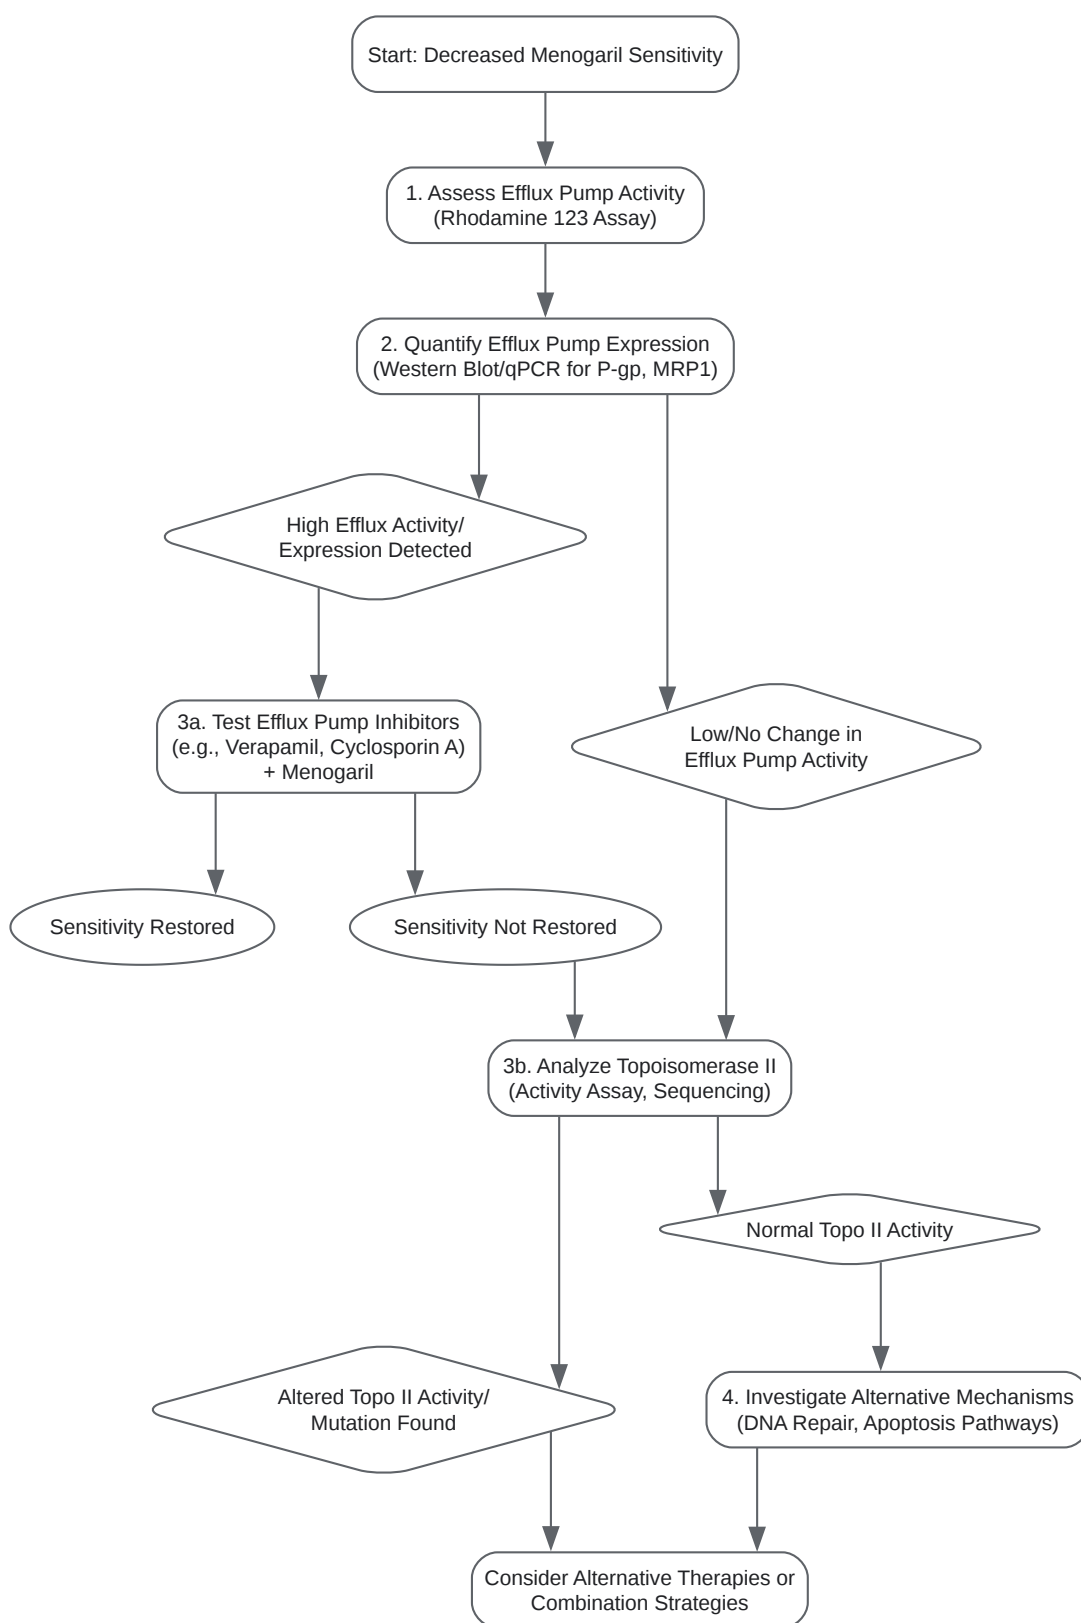 Start: Decreased Menogaril Sensitivity
1. Assess Efflux Pump Activity
(Rhodamine 123 Assay)
2. Quantify Efflux Pump Expression
(Western Blot/qPCR for P-gp, MRP1)
High Efflux Activity/
Expression Detected
3a. Test Efflux Pump Inhibitors
(e.g., Verapamil, Cyclosporin A)
+ Menogaril
Low/No Change in
Efflux Pump Activity
Sensitivity Restored
Sensitivity Not Restored
3b. Analyze Topoisomerase II
(Activity Assay, Sequencing)
Normal Topo II Activity
Altered Topo II Activity/
Mutation Found
4. Investigate Alternative Mechanisms
(DNA Repair, Apoptosis Pathways)
Consider Alternative Therapies or
Combination Strategies